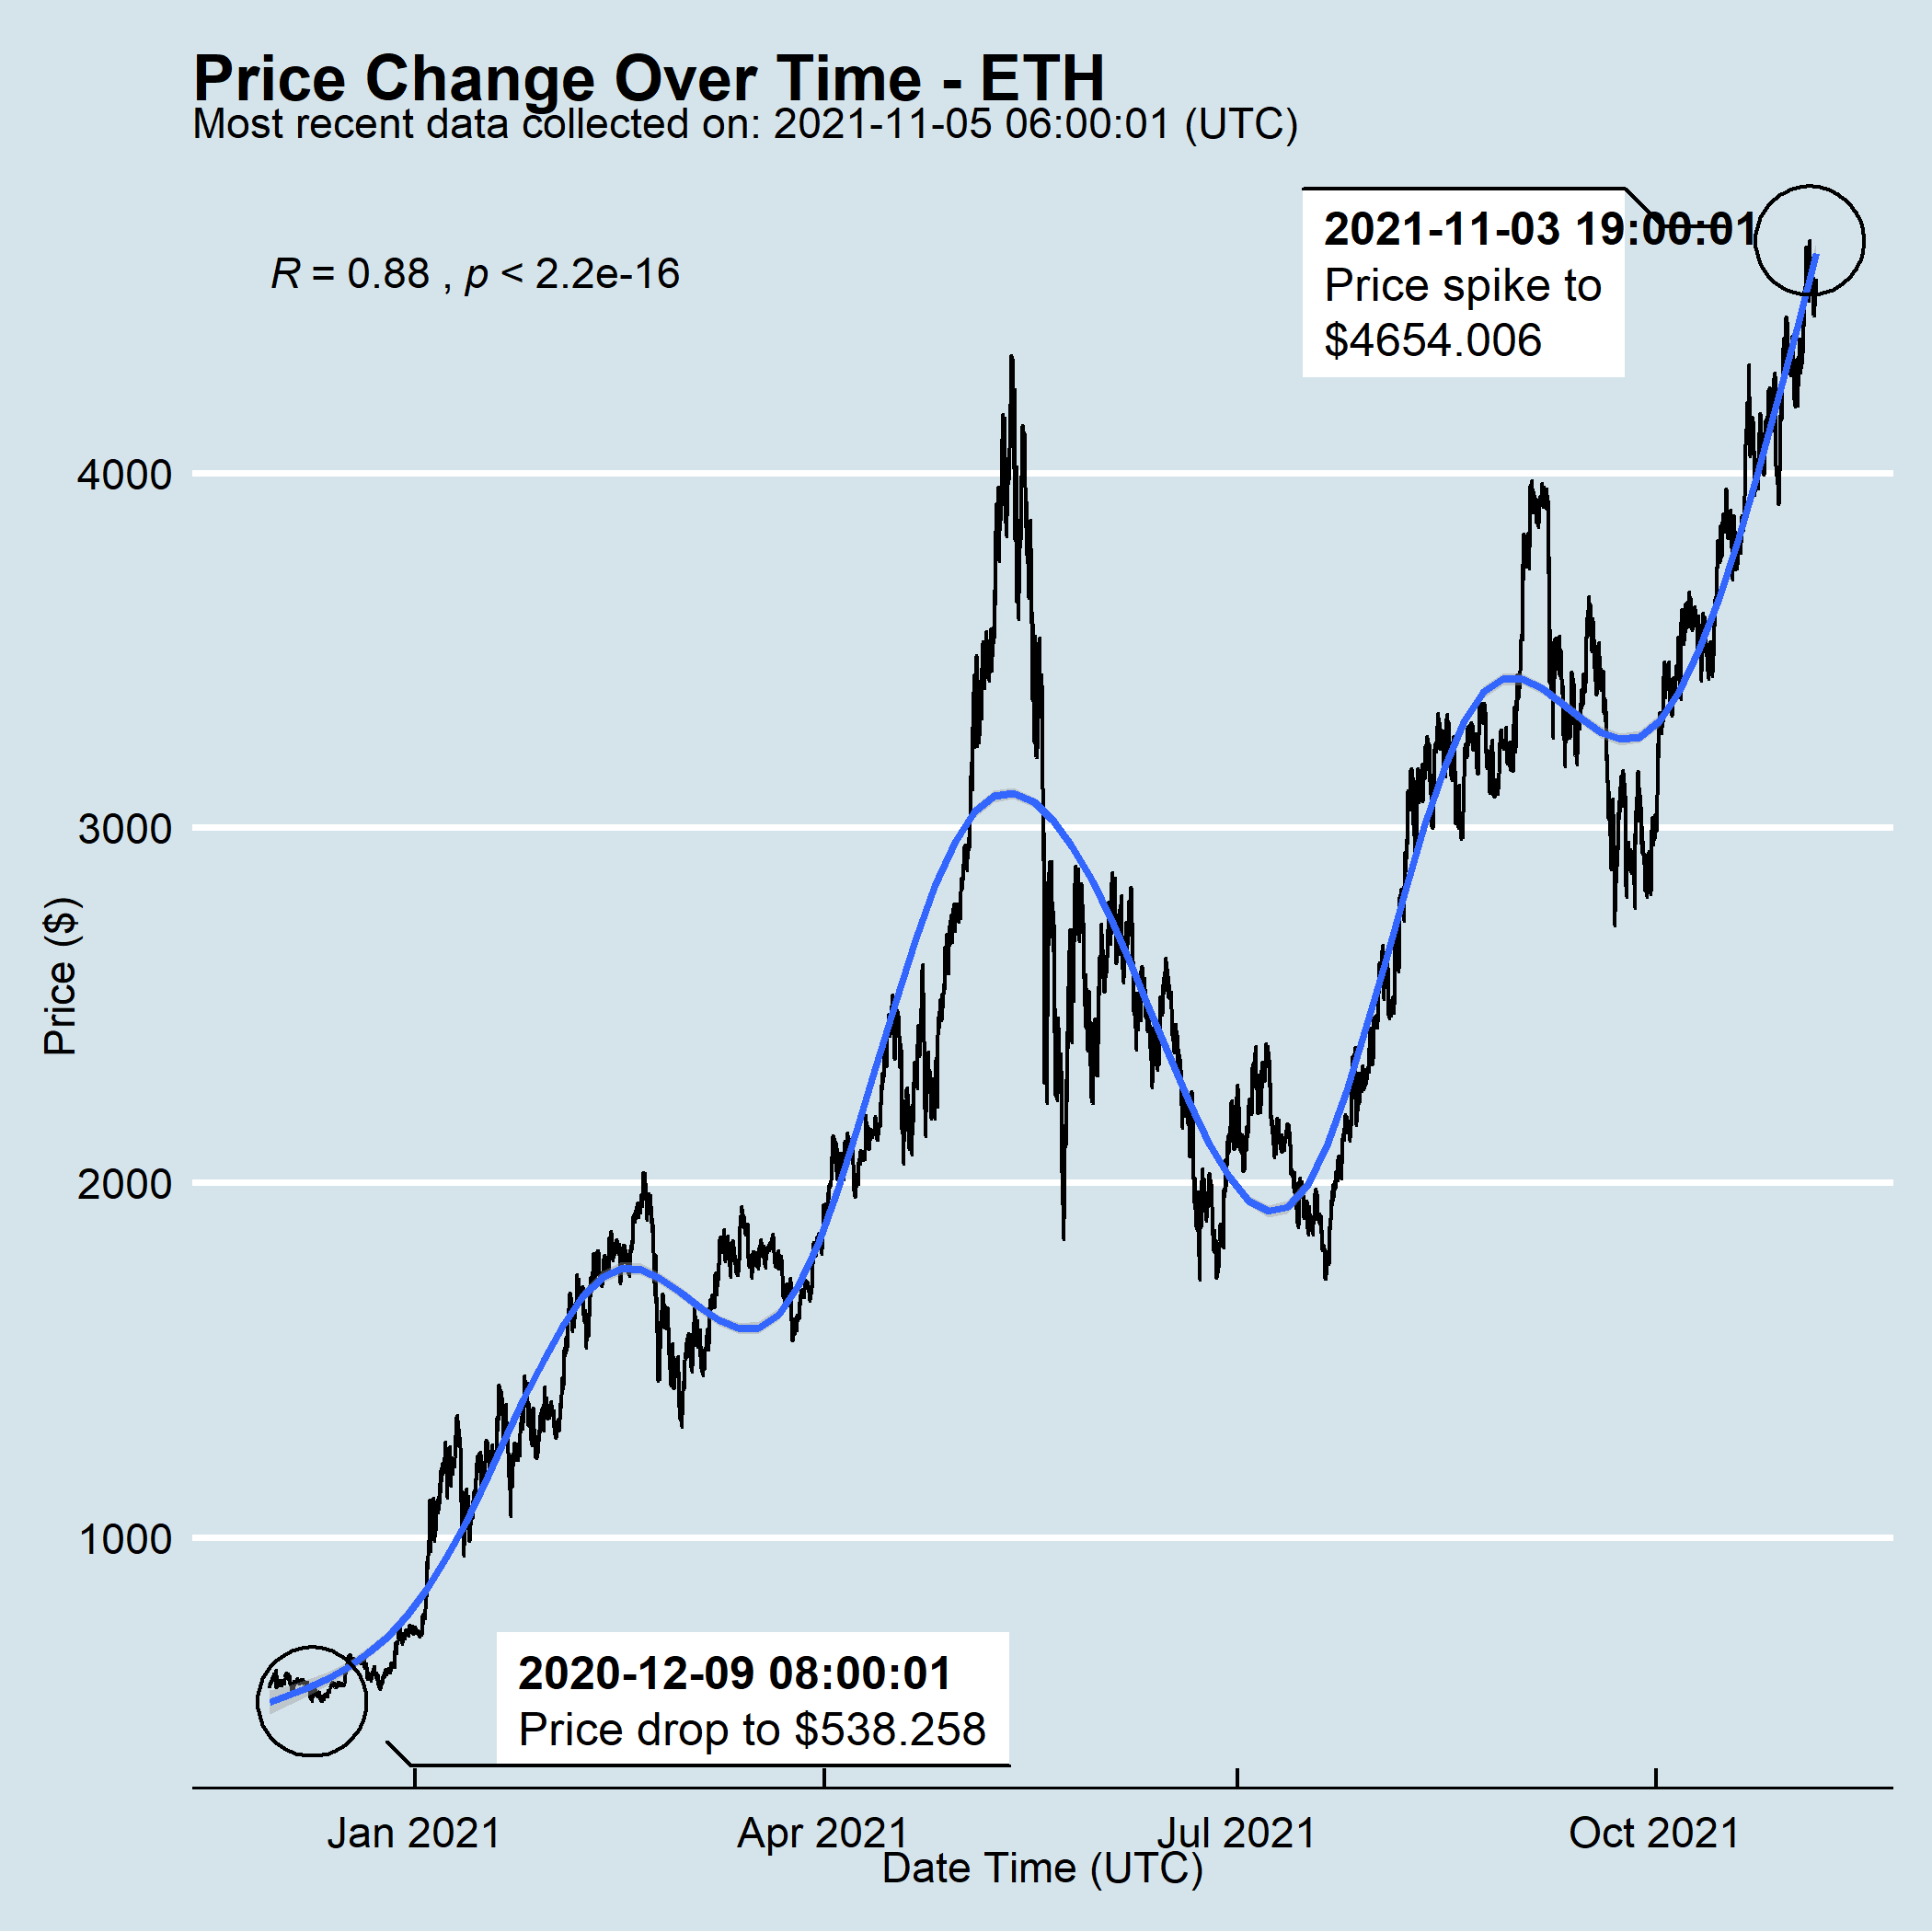 Price Change Over Time - ETH
Most recent data collected on: 2021-11-05 06:00:01 (UTC)
2021-11-03 19:00:01
Price spike to
$4654.006
R = 0.88 , p < 2.2e-16
4000
3000
Price ($)
2000
1000
2020-12-09 08:00:01
Price drop to $538.258
Jan 2021
Apr 2021
Jul 2021
Oct 2021
Date Time (UTC)